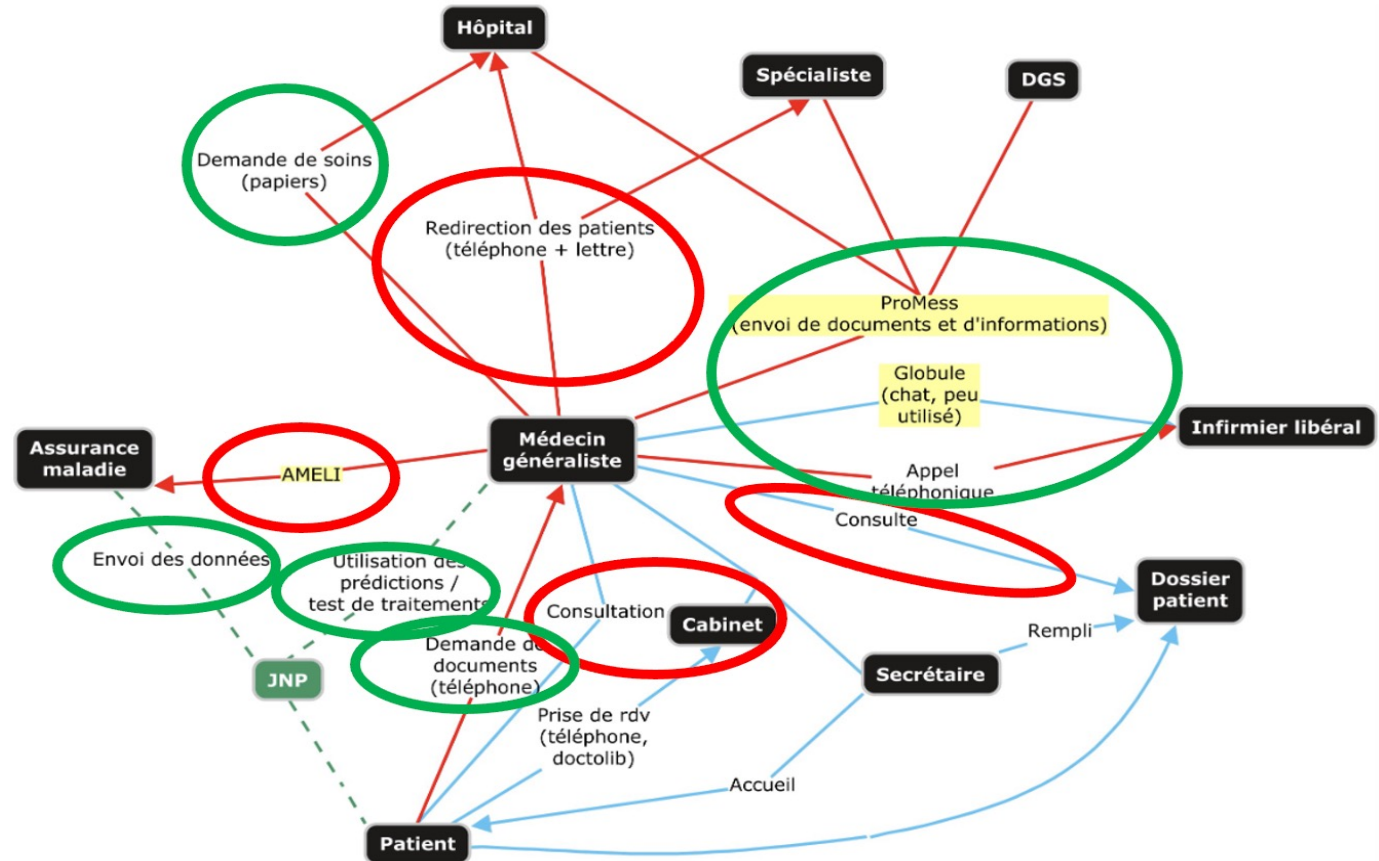 Hôpital
Spécialiste
DGS
Demande de soins
(papiers)
Redirection des patients
(téléphone + lettre)
ProMess
(envoi de documents et d'informations)
Globule
(chat, peu
utilisé)
Infirmier libéral
Médecin
généraliste
Assurance
maladie
AMELI
Appel
téléphonique
Consulte
Envoi des données
Utilisation des
prédictions /
test de traitements
Dossier
patient
Consultation
Cabinet
Rempli
Demande de
documents
(téléphone)
JNP
Secrétaire
Prise de rdv
(téléphone,
doctolib)
Accueil
Patient